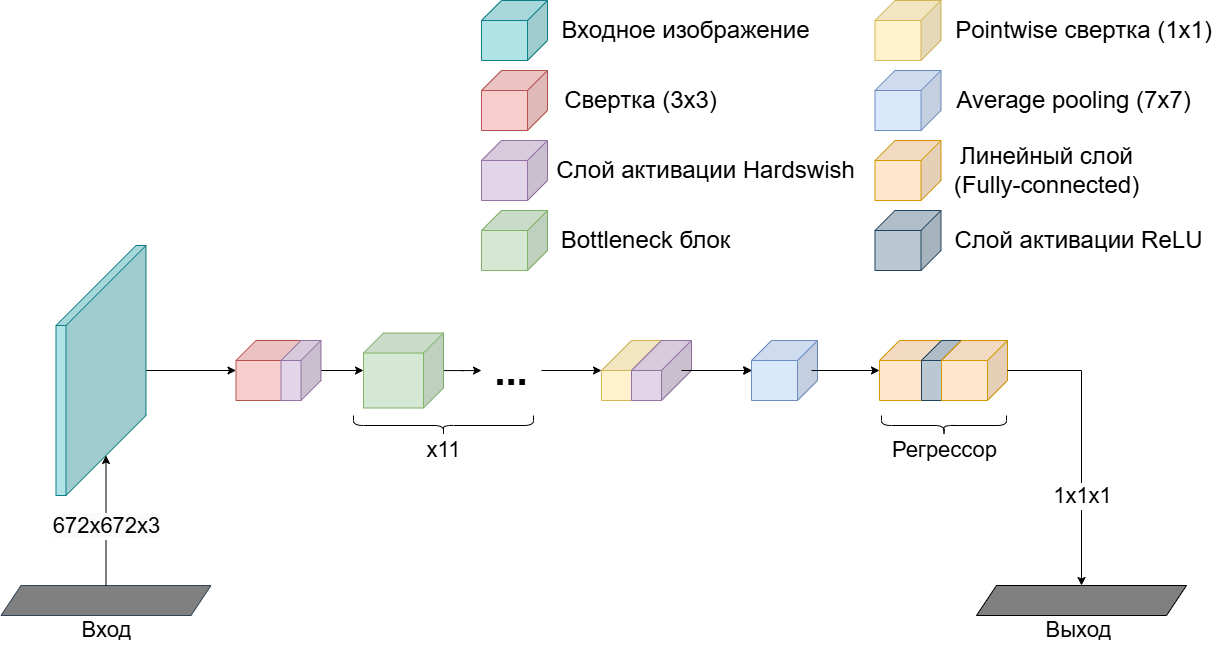 Входное изображение
Свертка (3x3)
Слой активации Hardswish
Bottleneck блок
Pointwise свертка (1x1)
Average pooling (7x7)
Линейный слой
(Fully-connected)
Слой активации ReLU
...
x11
Регрессор
672x672x3
1x1x1
Вход
Выход